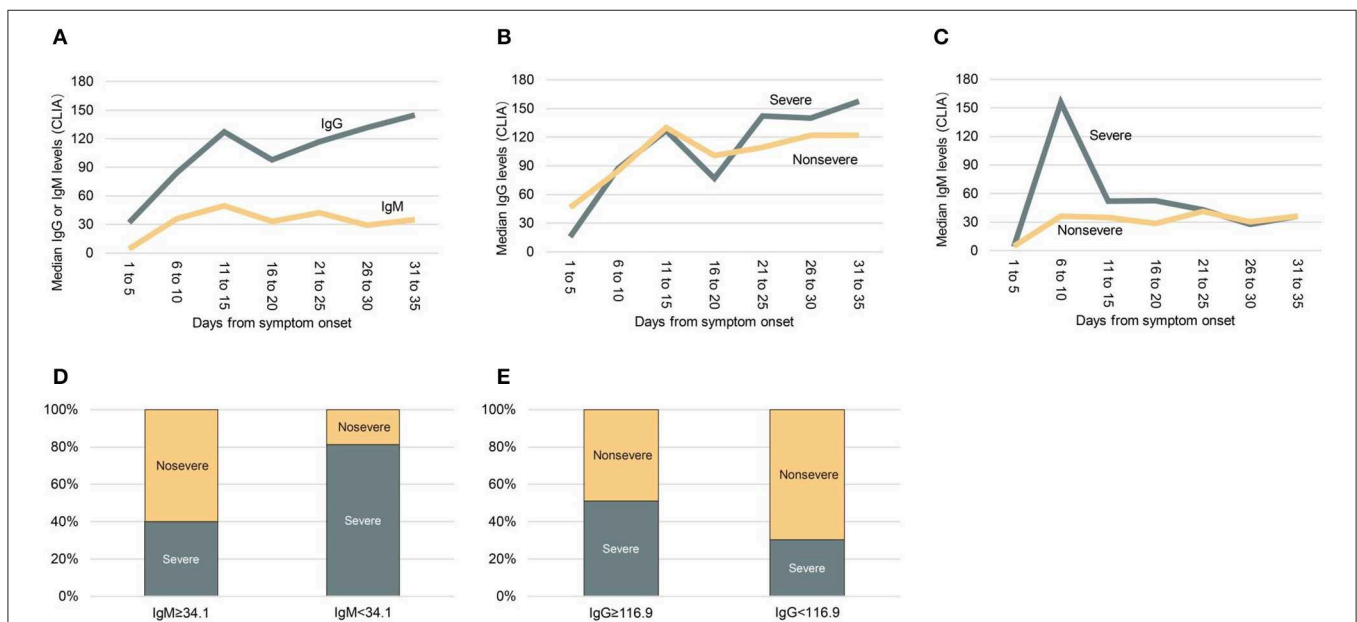 A
Median IgG or IgM levels (CLIA)
180
150
120
90
60
30
0
IgG
IgM
1 to 5
6 to 10
11 to 15
16 to 20
21 to 25
26 to 30
31 to 35
Days from symptom onset
B
Median IgG levels (CLIA)
180
150
120
90
60
30
0
Severe
Nonsevere
1 to 5
6 to 10
11 to 15
16 to 20
21 to 25
26 to 30
31 to 35
Days from symptom onset
C
Median IgM levels (CLIA)
180
150
120
90
60
30
0
Severe
Nonsevere
1 to 5
6 to 10
11 to 15
16 to 20
21 to 25
26 to 30
31 to 35
Days from symptom onset
D
100%
80%
60%
40%
20%
0%
Nosevere
Severe
Nosevere
Severe
IgM≥34.1
IgM<34.1
E
100%
80%
60%
40%
20%
0%
Nonsevere
Severe
Nonsevere
Severe
IgG≥116.9
IgG<116.9